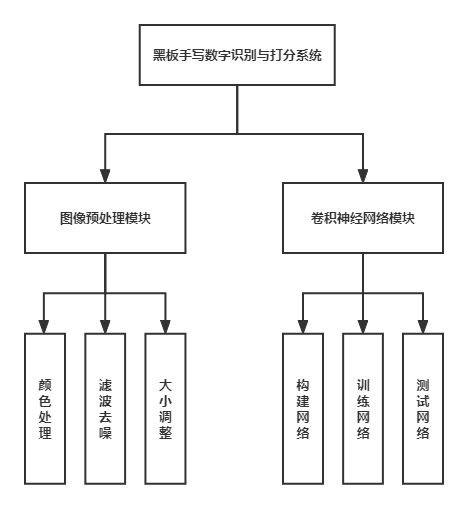 黑板手写数字识别与打分系统
图像预处理模块
卷积神经网络模块
颜色处理
滤波去噪
大小调整
构建网络
训练网络
测试网络